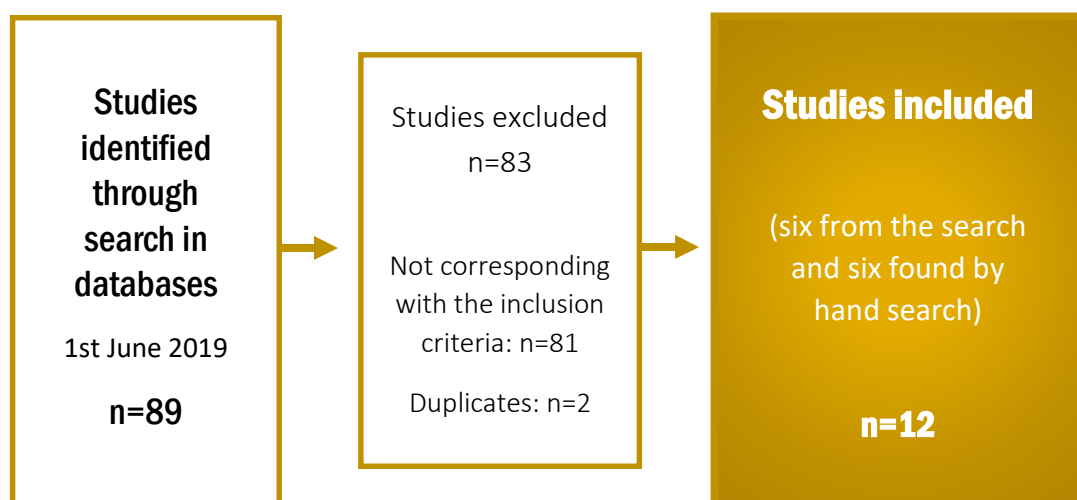 Studies
identified
through
search in
databases
1st June 2019
n=89
Studies excluded
n=83
Not corresponding
with the inclusion
criteria: n=81
Duplicates: n=2
Studies included
(six from the search
and six found by
hand search)
n=12